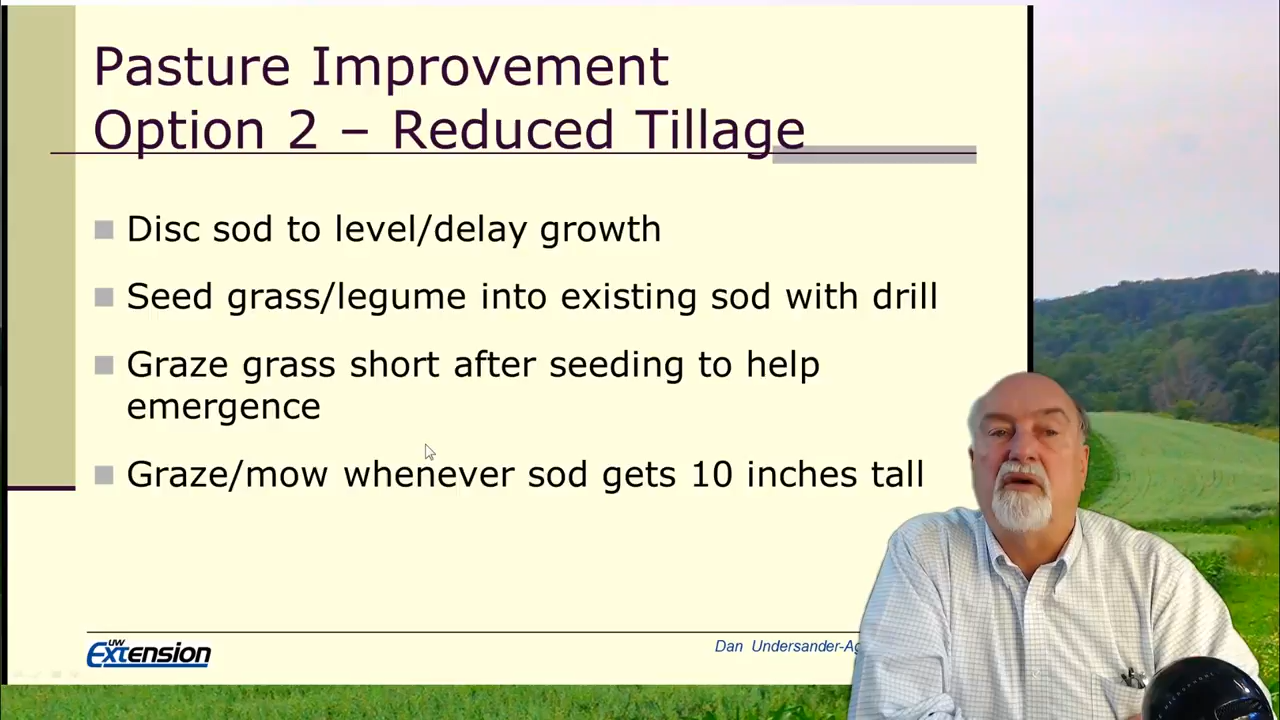 Pasture Improvement
Option 2 – Reduced Tillage
Disc sod to level/delay growth
Seed grass/legume into existing sod with drill
Graze grass short after seeding to help
emergence
Graze/mow whenever sod gets 10 inches tall
UW
Extension
Dan Undersander-Ag